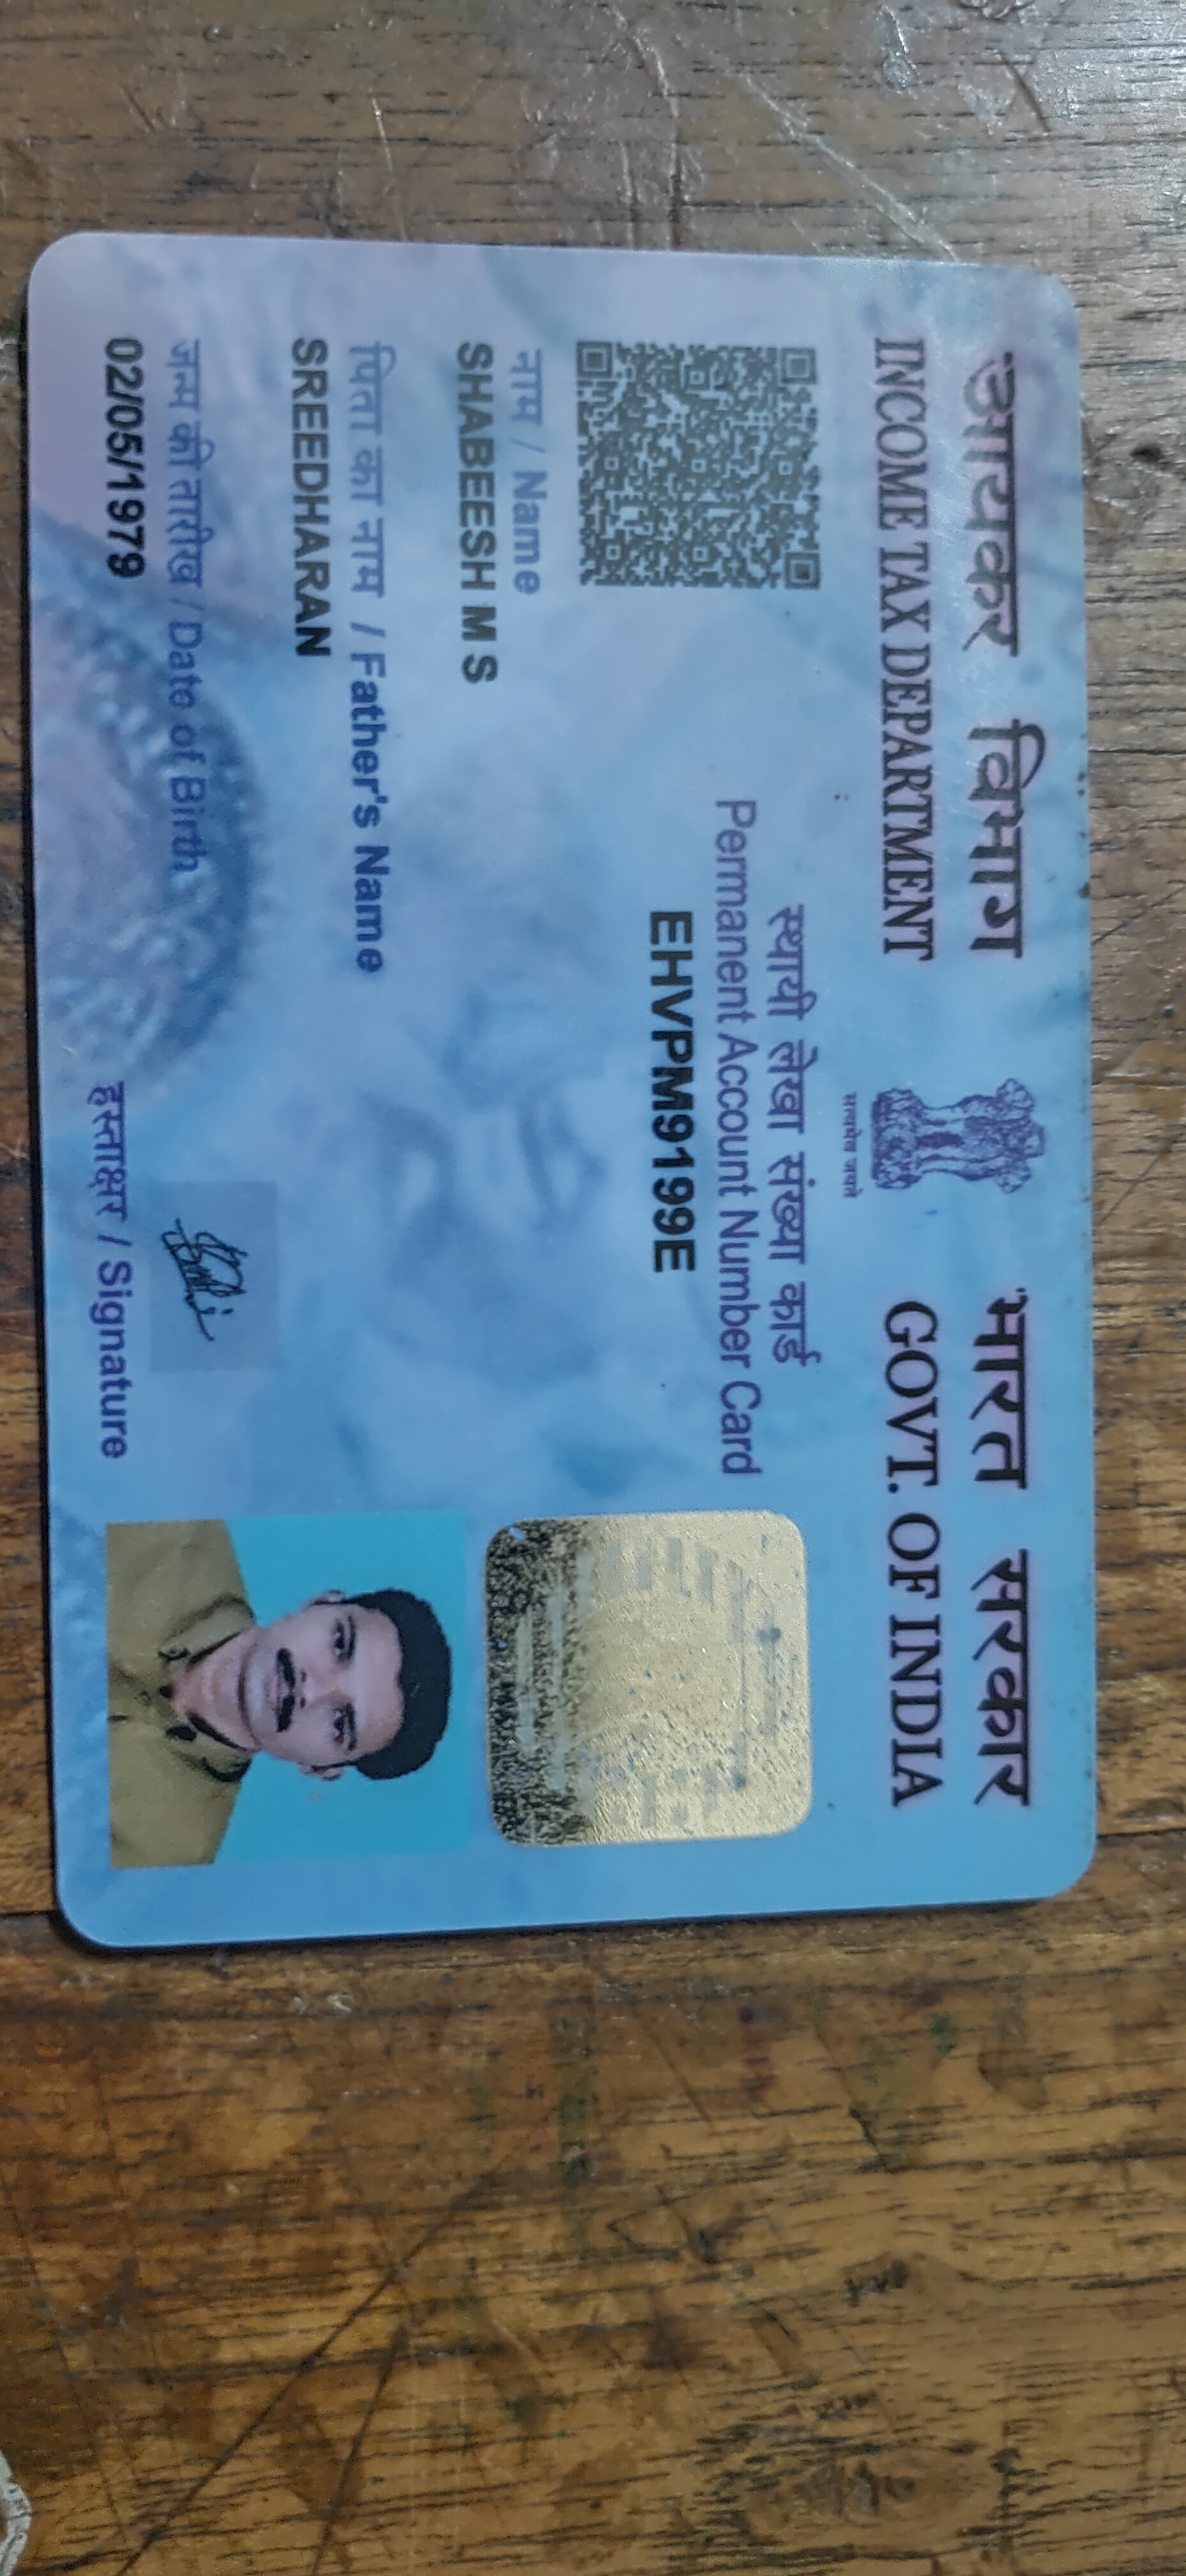 आयकर विभाग
INCOME TAX DEPARTMENT
सत्यमेव जयते
भारत सरकार
GOVT. OF INDIA
स्थायी लेखा संख्या कार्ड
Permanent Account Number Card
EHVPM9199E
नाम / Name
SHABEESH M S
पिता का नाम / Father's Name
SREEDHARAN
जन्म की तारीख / Date of Birth
02/05/1979
हस्ताक्षर / Signature